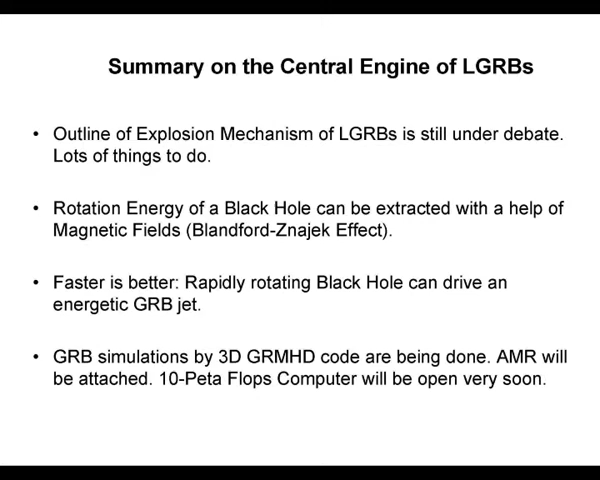 Summary on the Central Engine of LGRBs
• Outline of Explosion Mechanism of LGRBs is still under debate.
Lots of things to do.
• Rotation Energy of a Black Hole can be extracted with a help of
Magnetic Fields (Blandford-Znajek Effect).
• Faster is better: Rapidly rotating Black Hole can drive an
energetic GRB jet.
• GRB simulations by 3D GRMHD code are being done. AMR will
be attached. 10-Peta Flops Computer will be open very soon.